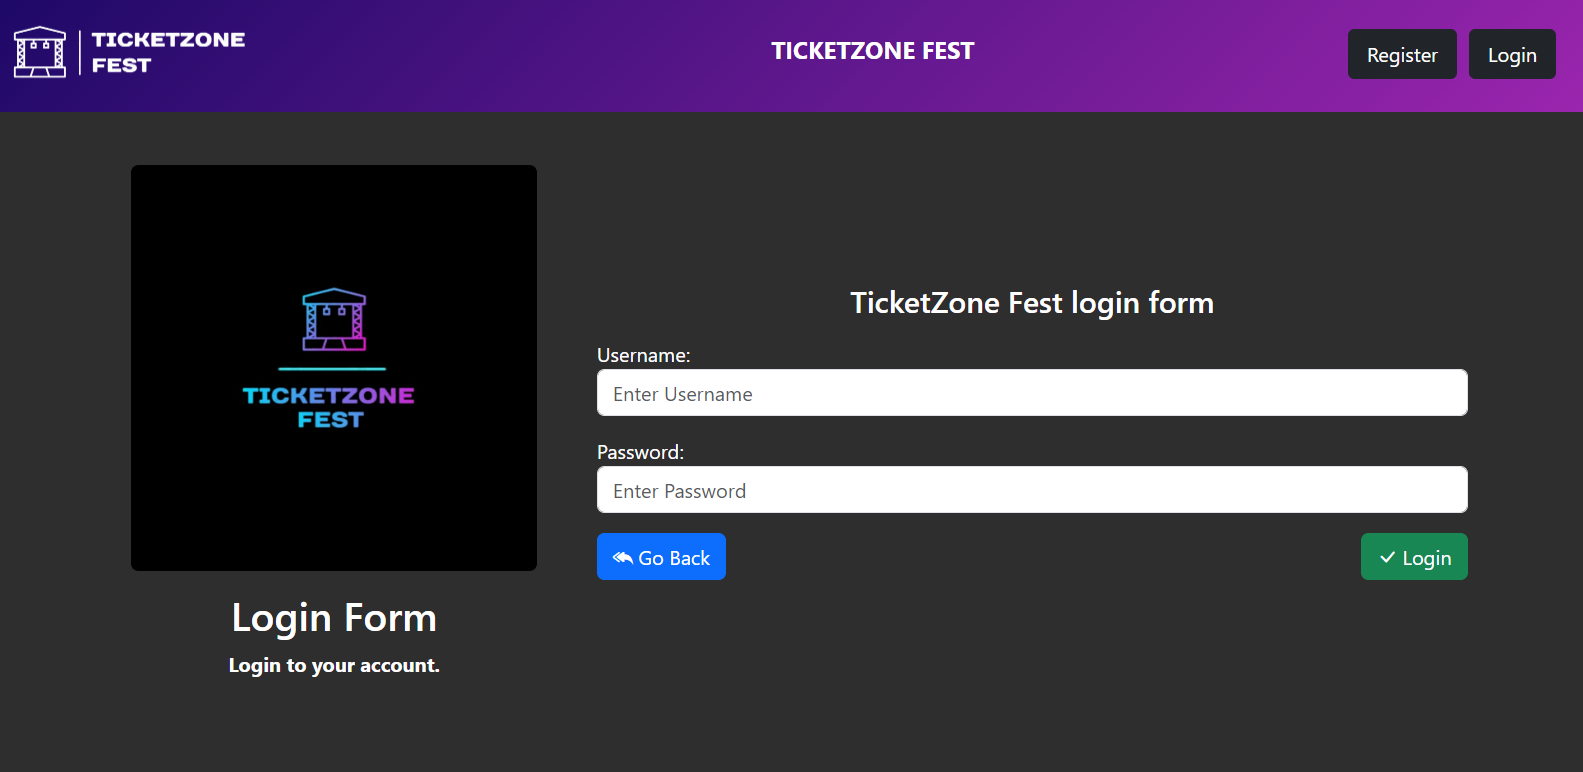 TICKETZONE
FEST
TICKETZONE FEST
Register
Login
TICKETZONE
FEST
Login Form
Login to your account.
TicketZone Fest login form
Username:
Enter Username
Password:
Enter Password
Go Back
Login